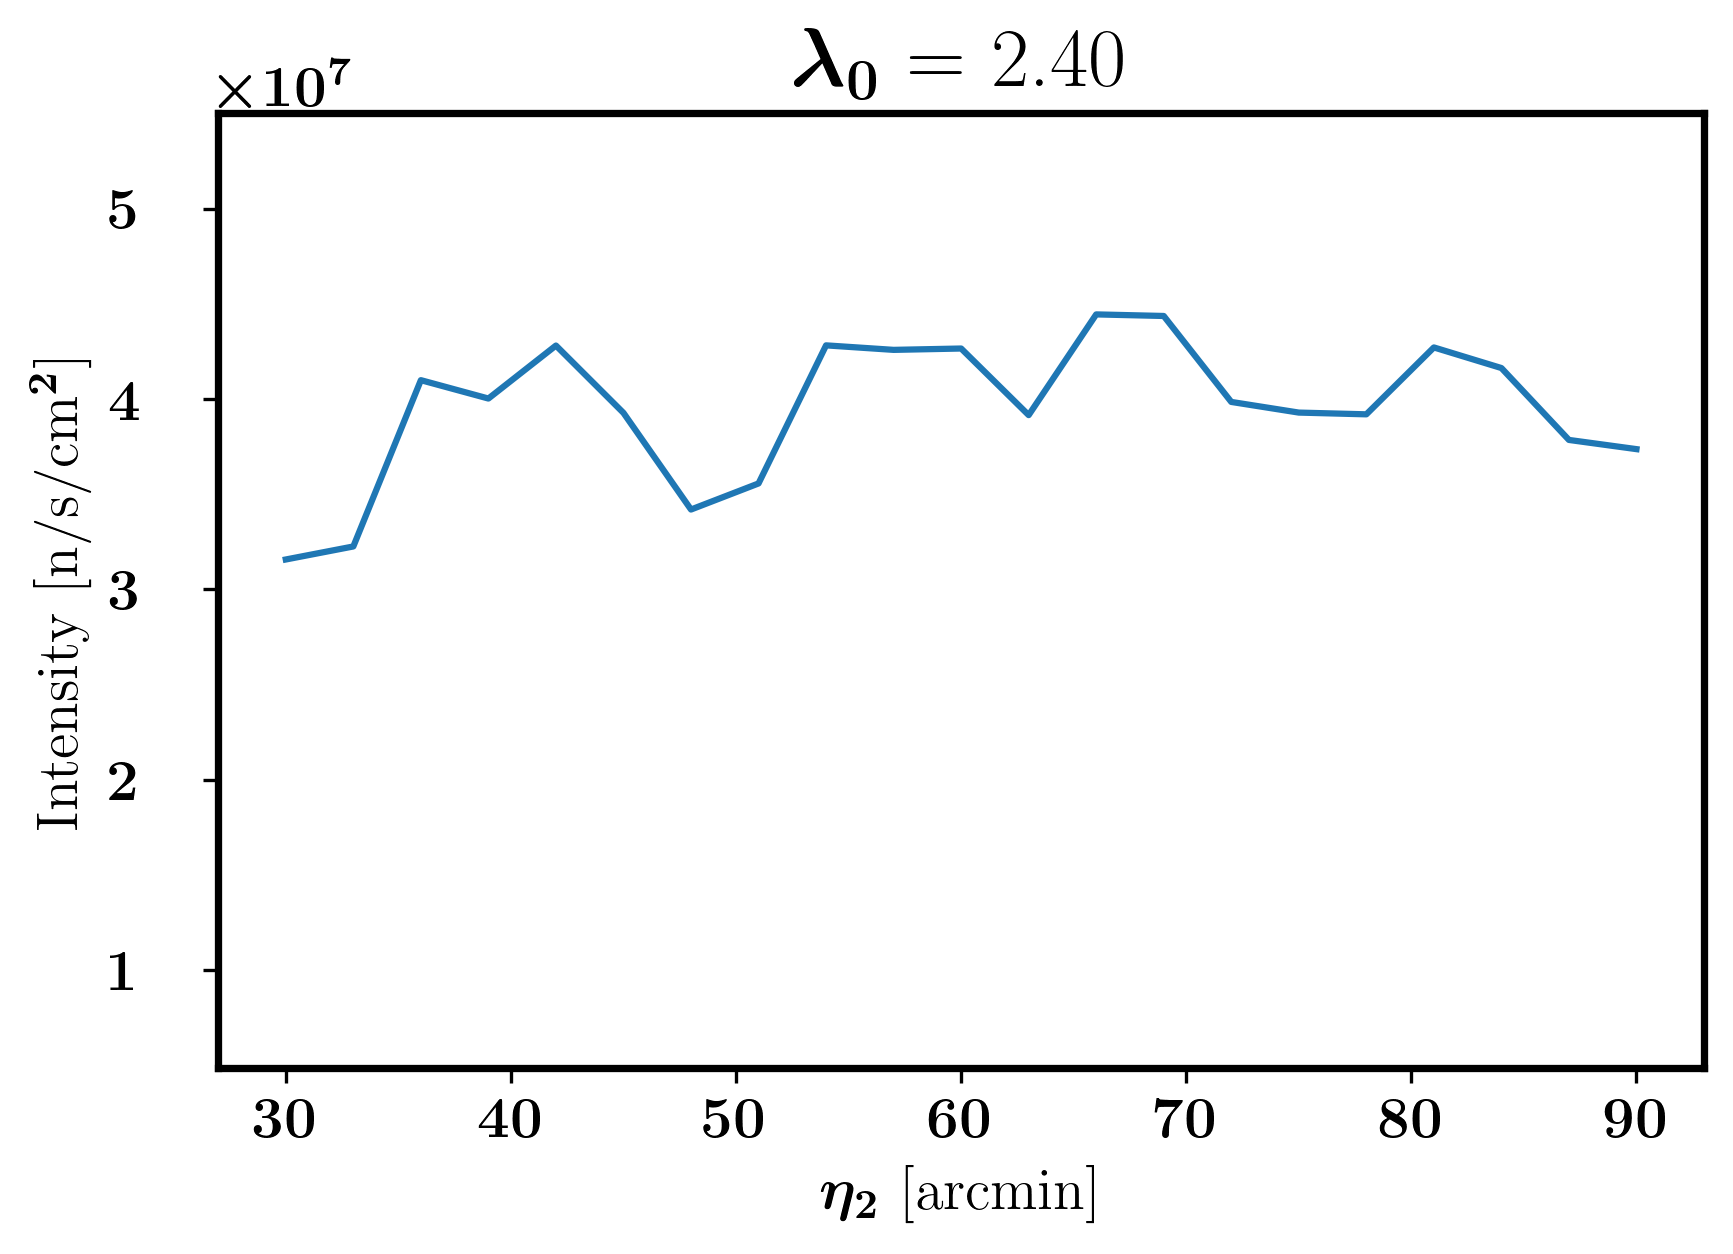 λ₀ = 2.40
×10⁷
5
4
3
2
1
Intensity [n/s/cm²]
30 40 50 60 70 80 90
η₂ [arcmin]